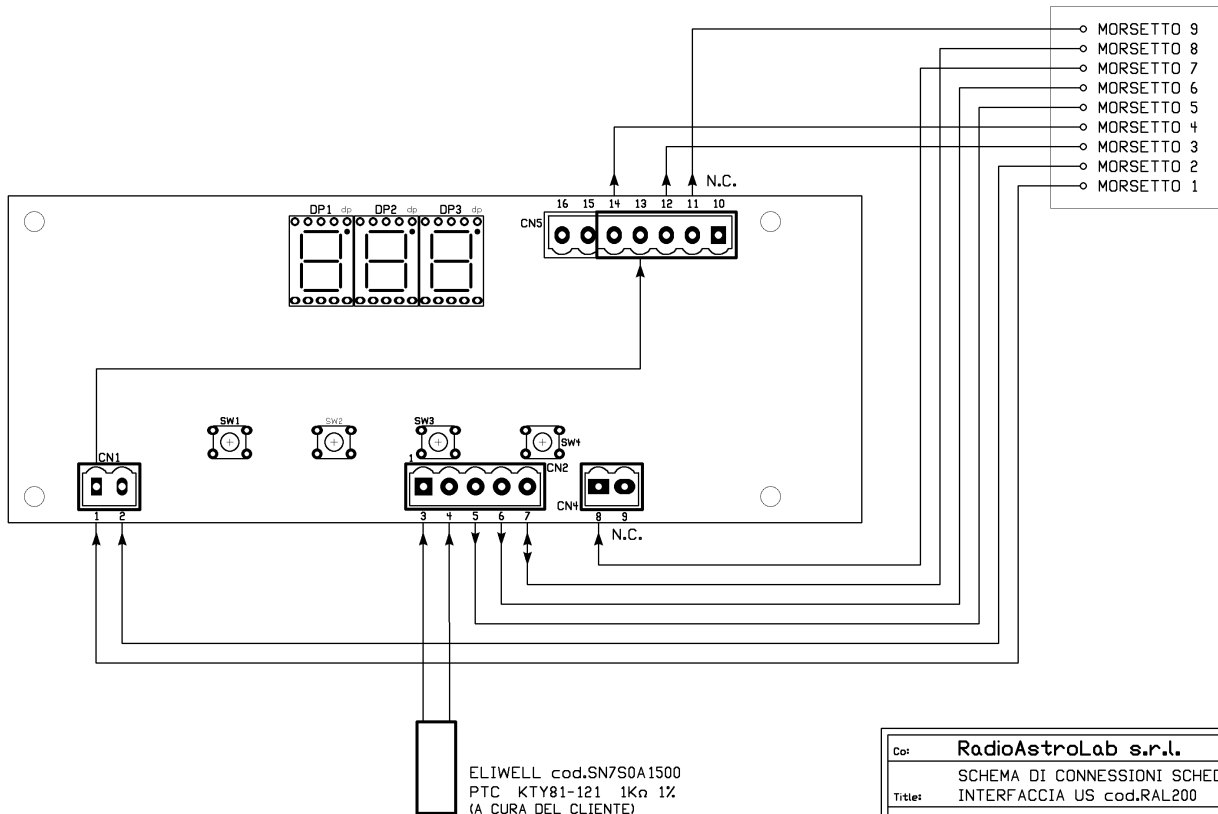 MORSETTO 9
MORSETTO 8
MORSETTO 7
MORSETTO 6
MORSETTO 5
MORSETTO 4
MORSETTO 3
MORSETTO 2
MORSETTO 1
N.C.
16 15 14 13 12 11 10
CN5
DP1 dp DP2 dp DP3 dp
SW1 SW2 SW3 SW4
CN1 1 CN2
CN4
1 2 3 4 5 6 7 8 9
N.C.
ELIWELL cod.SN7S0A1500
PTC KTY81-121 1KΩ 1%
(A CURA DEL CLIENTE)
Co: RadioAstroLab s.r.l.
SCHEMA DI CONNESSIONI SCHED
Title: INTERFACCIA US cod.RAL200